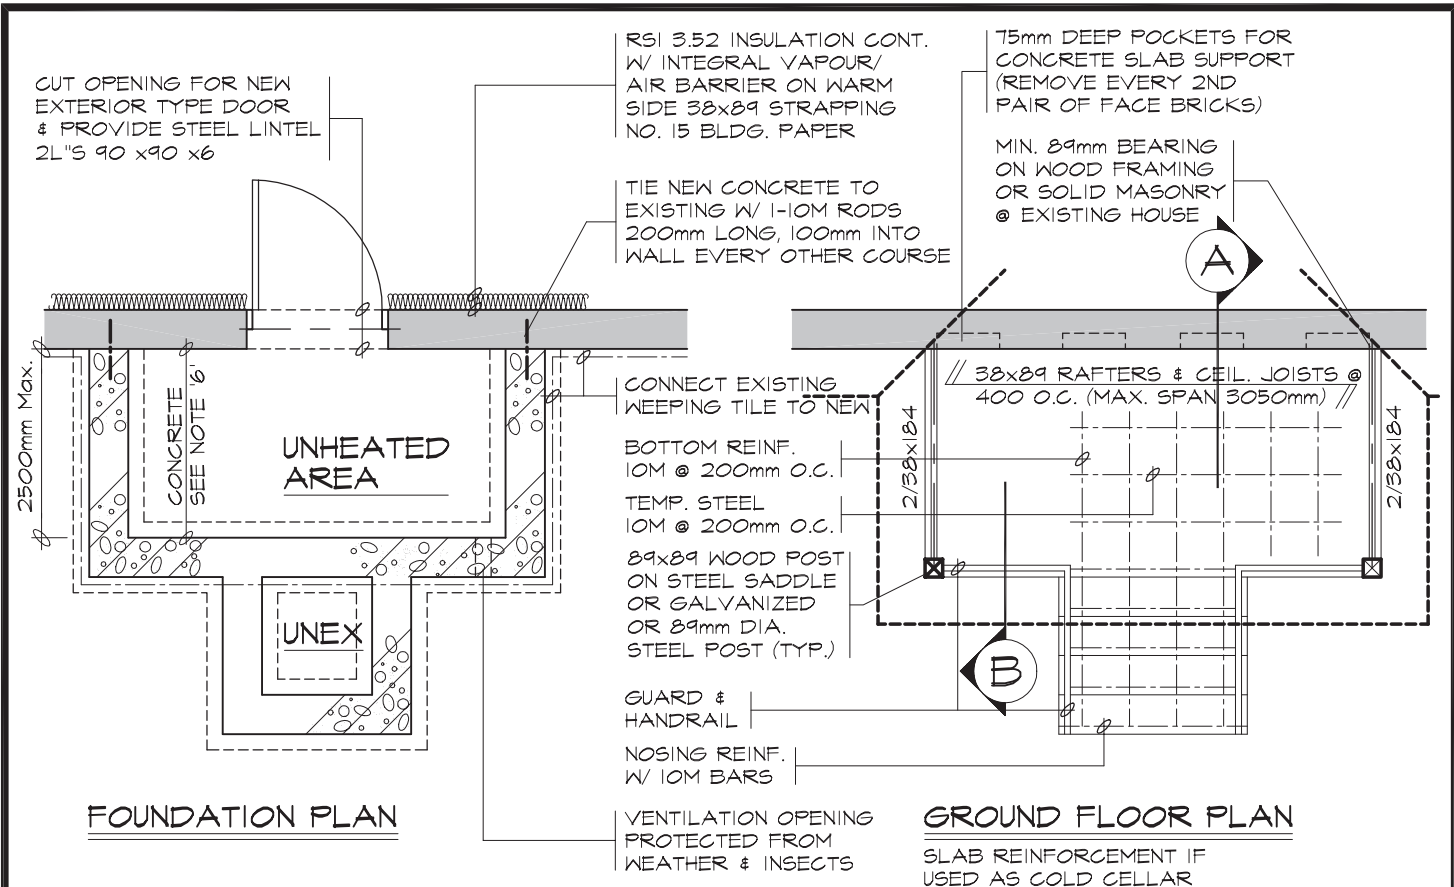 CUT OPENING FOR NEW
EXTERIOR TYPE DOOR
& PROVIDE STEEL LINTEL
2L"S 90 x90 x6
RSI 3.52 INSULATION CONT.
W/ INTEGRAL VAPOUR/
AIR BARRIER ON WARM
SIDE 38x89 STRAPPING
NO. 15 BLDG. PAPER
TIE NEW CONCRETE TO
EXISTING W/ 1-10M RODS
200mm LONG, 100mm INTO
WALL EVERY OTHER COURSE
75mm DEEP POCKETS FOR
CONCRETE SLAB SUPPORT
(REMOVE EVERY 2ND
PAIR OF FACE BRICKS)
MIN. 89mm BEARING
ON WOOD FRAMING
OR SOLID MASONRY
@ EXISTING HOUSE
A
2500mm Max.
CONCRETE
SEE NOTE '6'
UNHEATED
AREA
UNEX
CONNECT EXISTING
WEEPING TILE TO NEW
BOTTOM REINF.
10M @ 200mm O.C.
TEMP. STEEL
10M @ 200mm O.C.
89x89 WOOD POST
ON STEEL SADDLE
OR GALVANIZED
OR 89mm DIA.
STEEL POST (TYP.)
GUARD &
HANDRAIL
NOSING REINF.
W/ 10M BARS
VENTILATION OPENING
PROTECTED FROM
WEATHER & INSECTS
38x89 RAFTERS & CEIL. JOISTS @
400 O.C. (MAX. SPAN 3050mm)
2/38x184
2/38x184
B
FOUNDATION PLAN
GROUND FLOOR PLAN
SLAB REINFORCEMENT IF
USED AS COLD CELLAR